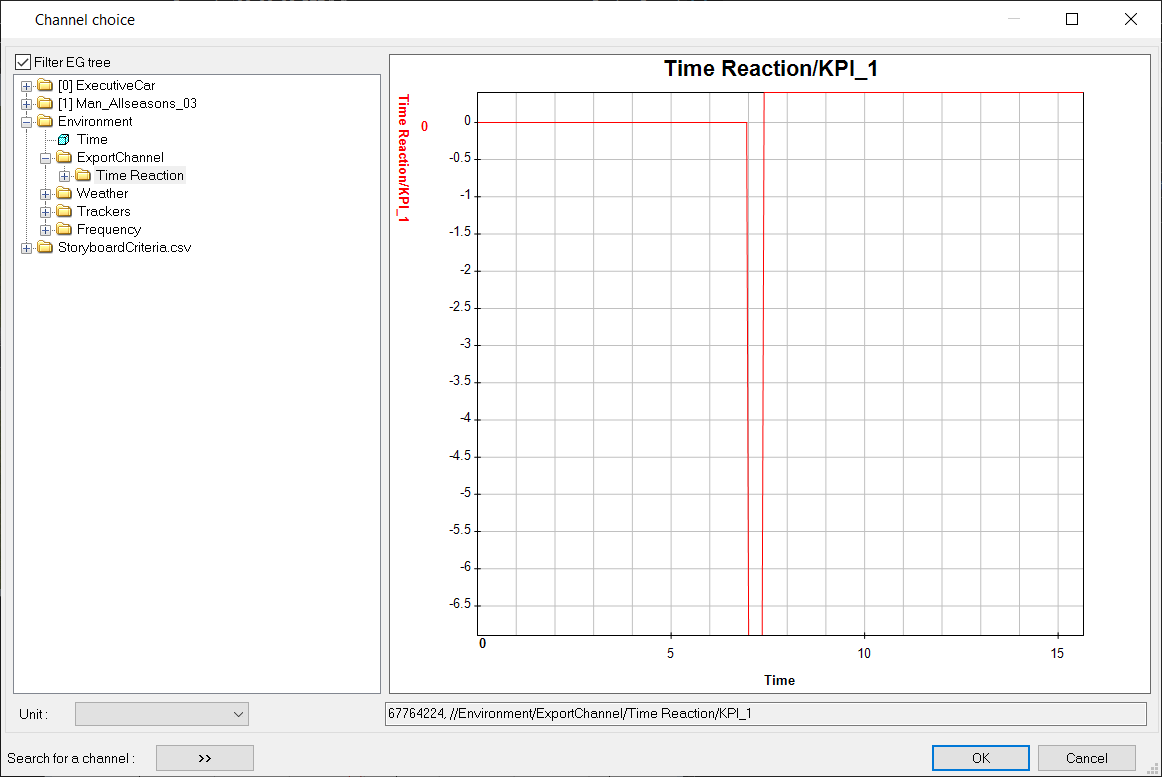 Channel choice
Filter EG tree
[0] ExecutiveCar
[1] Man_Allseasons_03
Environment
Time
ExportChannel
Time Reaction
Weather
Trackers
Frequency
StoryboardCriteria.csv
Time Reaction/KPI_1
Time Reaction/KPI_1
0
0
-0.5
-1
-1.5
-2
-2.5
-3
-3.5
-4
-4.5
-5
-5.5
-6
-6.5
0
5
10
15
Time
Unit :
67764224, //Environment/ExportChannel/Time Reaction/KPI_1
Search for a channel :
>>
OK
Cancel